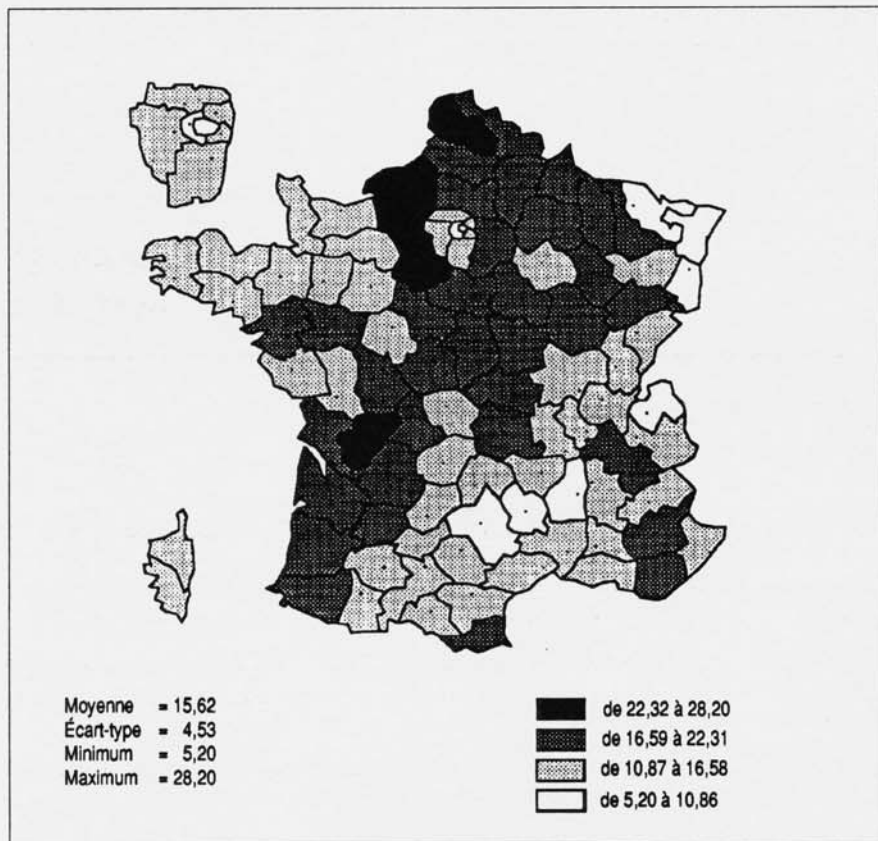 Moyenne = 15,62
Écart-type = 4,53
Minimum = 5,20
Maximum = 28,20
de 22,32 à 28,20
de 16,59 à 22,31
de 10,87 à 16,58
de 5,20 à 10,86